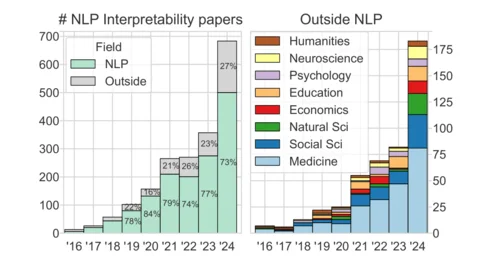 # NLP Interpretability papers
700
600
500
400
300
200
100
0
Field
NLP
Outside
22%
78%
16%
84%
21%
79%
26%
74%
23%
77%
27%
73%
'16 '17 '18 '19 '20 '21 '22 '23 '24
Outside NLP
Humanities
Neuroscience
Psychology
Education
Economics
Natural Sci
Social Sci
Medicine
175
150
125
100
75
50
25
0
'16 '17 '18 '19 '20 '21 '22 '23 '24